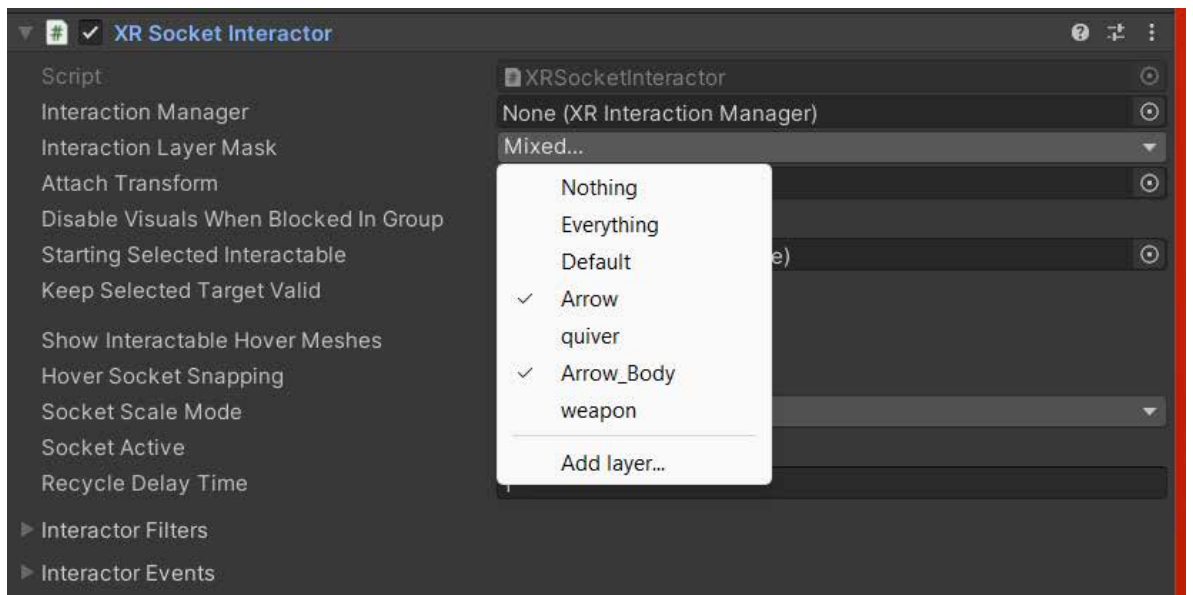 XR Socket Interactor
Script XRSocketInteractor
Interaction Manager None (XR Interaction Manager)
Interaction Layer Mask Mixed...
Attach Transform
Nothing
Disable Visuals When Blocked In Group
Everything
Starting Selected Interactable e)
Default
Keep Selected Target Valid
Arrow
Show Interactable Hover Meshes
quiver
Hover Socket Snapping
Arrow_Body
Socket Scale Mode
weapon
Socket Active
Add layer...
Recycle Delay Time
Interactor Filters
Interactor Events